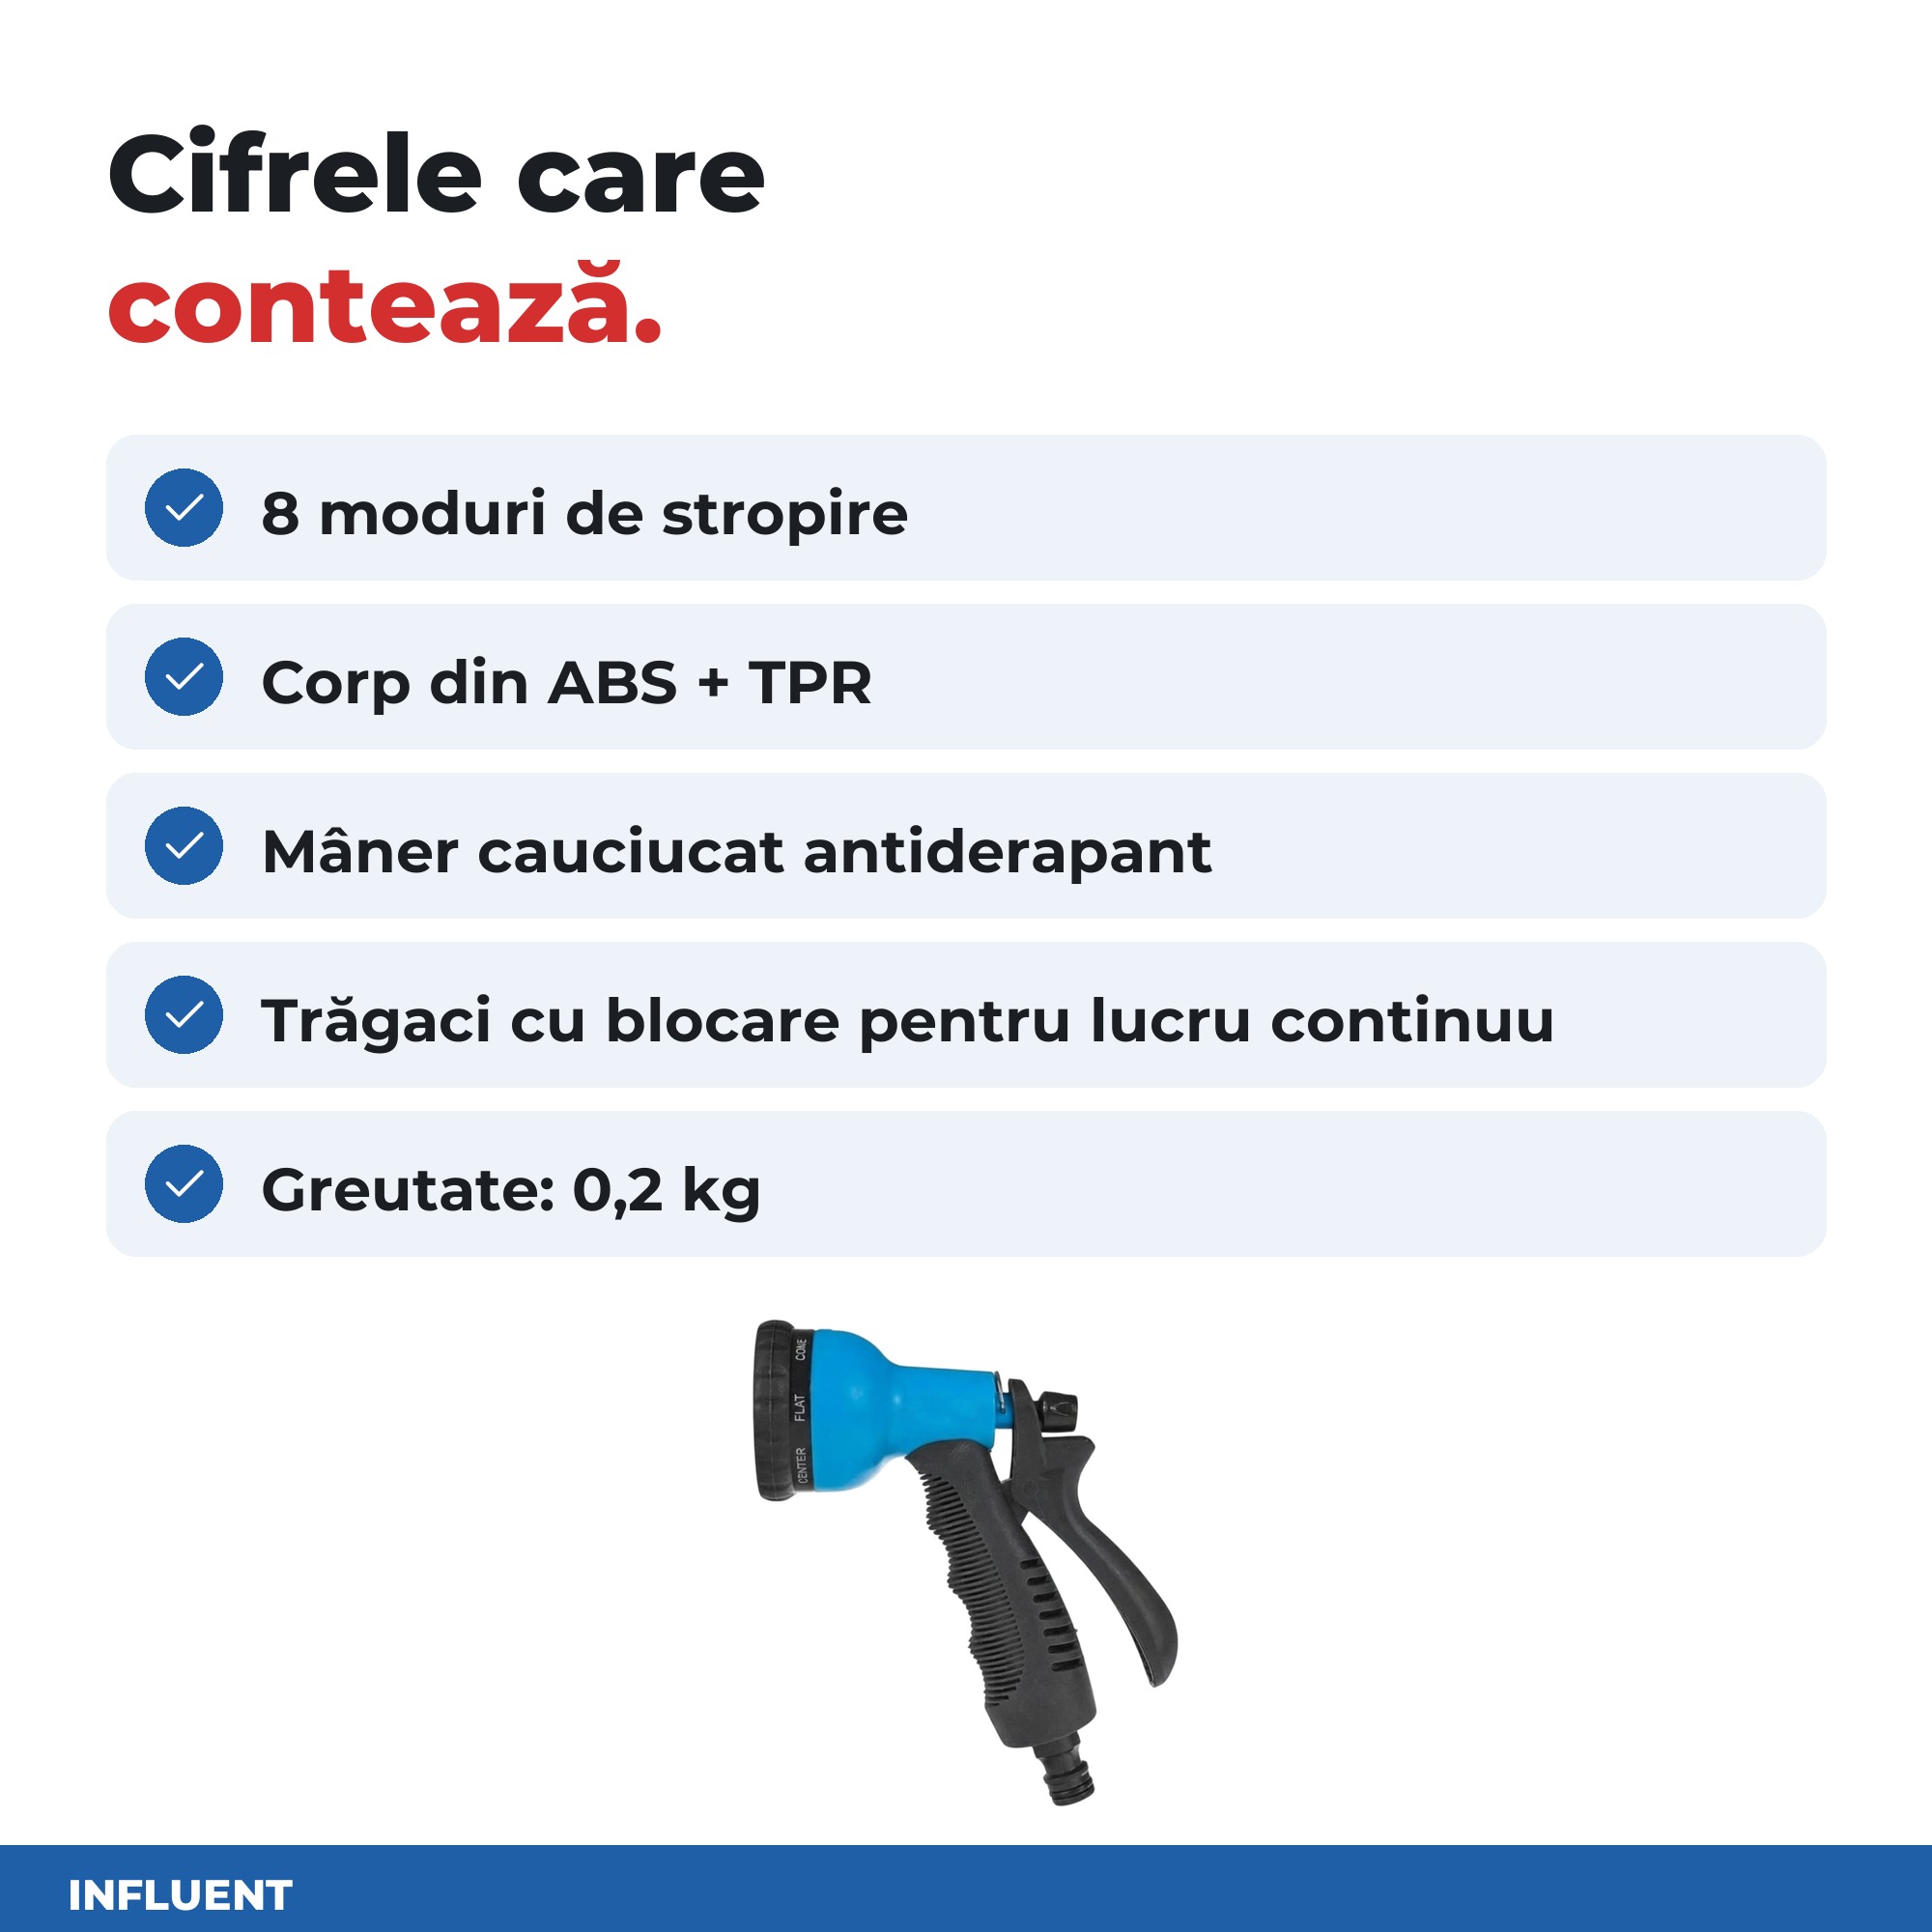 Cifrele care
contează.
8 moduri de stropire
Corp din ABS + TPR
Mâner cauciucat antiderapant
Trăgaci cu blocare pentru lucru continuu
Greutate: 0,2 kg
CONE
FLAT
CENTER
INFLUENT